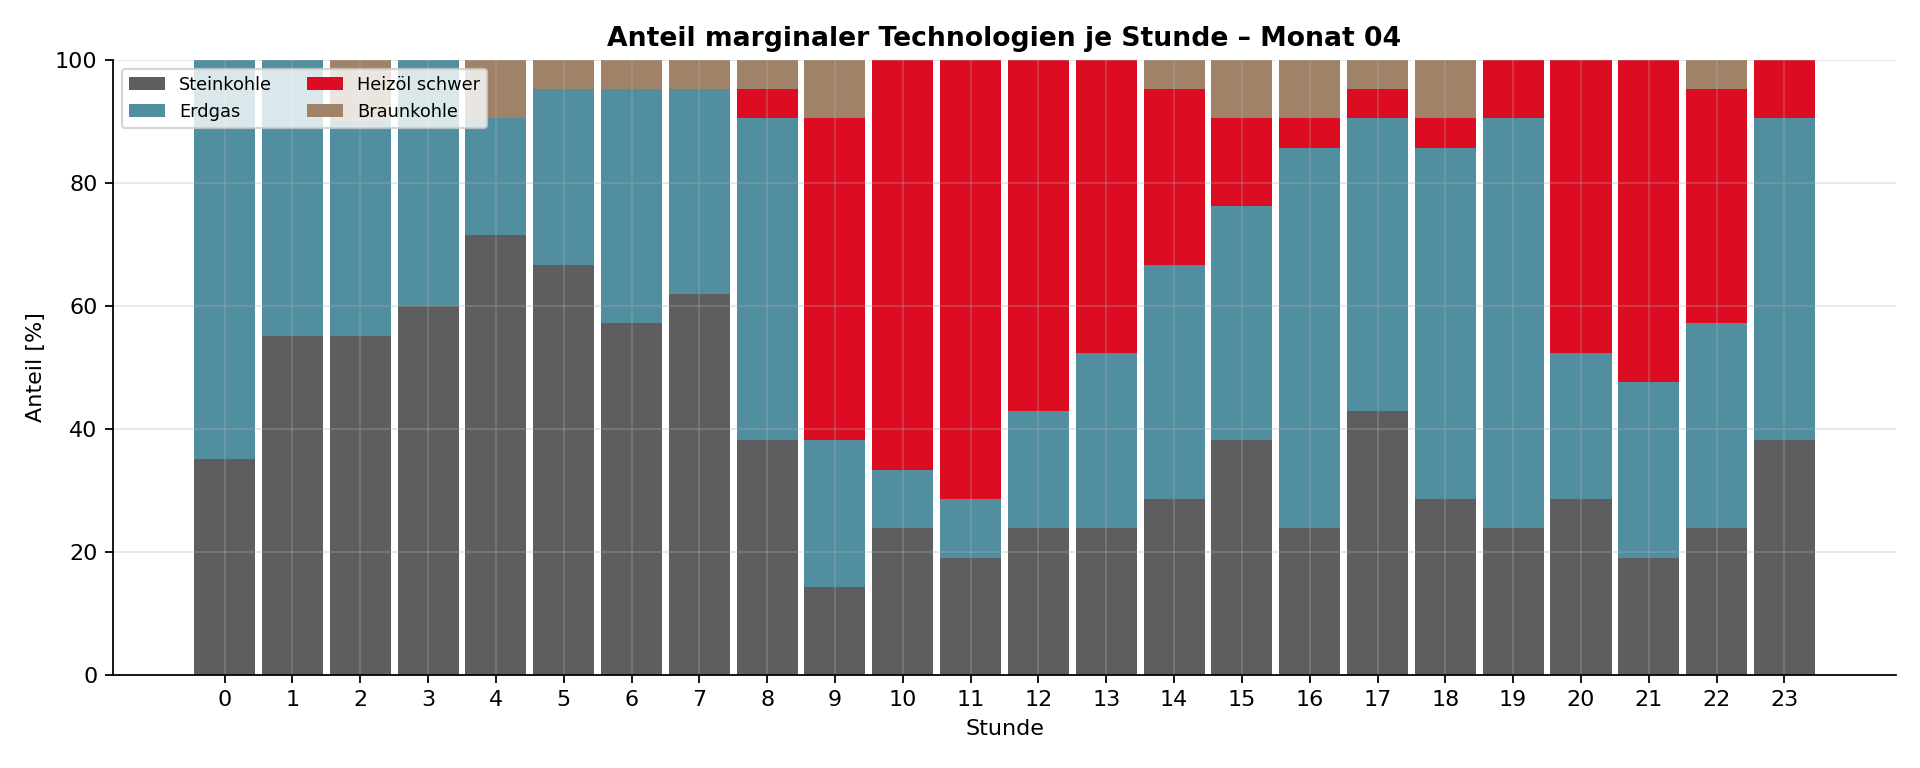 Anteil marginaler Technologien je Stunde – Monat 04
Steinkohle
Erdgas
Heizöl schwer
Braunkohle
Anteil [%]
100
80
60
40
20
0
0 1 2 3 4 5 6 7 8 9 10 11 12 13 14 15 16 17 18 19 20 21 22 23
Stunde